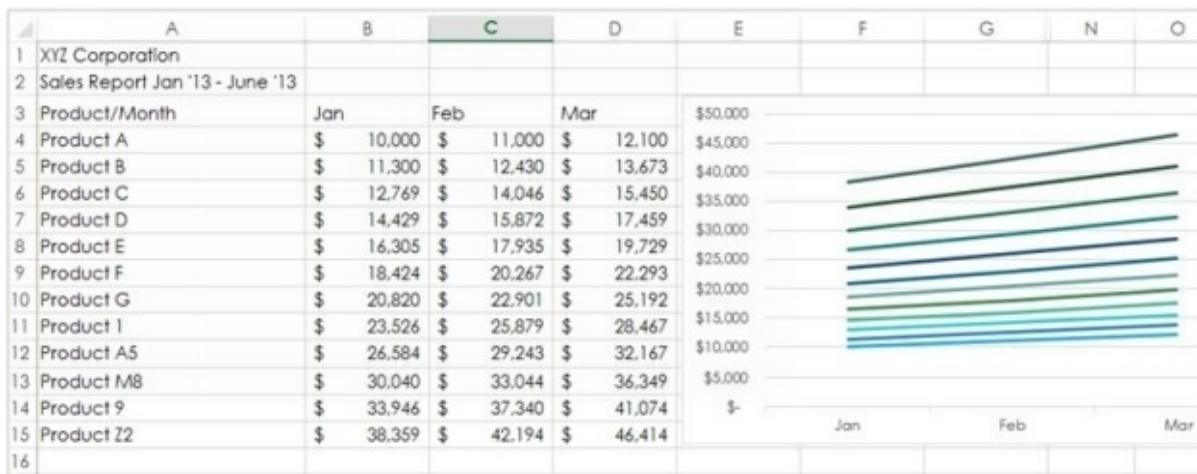 A B C D E F G N O
1 XYZ Corporation
2 Sales Report Jan '13 - June '13
3 Product/Month Jan Feb Mar
4 Product A $ 10,000 $ 11,000 $ 12,100
5 Product B $ 11,300 $ 12,430 $ 13,673
6 Product C $ 12,769 $ 14,046 $ 15,450
7 Product D $ 14,429 $ 15,872 $ 17,459
8 Product E $ 16,305 $ 17,935 $ 19,729
9 Product F $ 18,424 $ 20,267 $ 22,293
10 Product G $ 20,820 $ 22,901 $ 25,192
11 Product 1 $ 23,526 $ 25,879 $ 28,467
12 Product A5 $ 26,584 $ 29,243 $ 32,167
13 Product M8 $ 30,040 $ 33,044 $ 36,349
14 Product 9 $ 33,946 $ 37,340 $ 41,074
15 Product Z2 $ 38,359 $ 42,194 $ 46,414
16
$50,000
$45,000
$40,000
$35,000
$30,000
$25,000
$20,000
$15,000
$10,000
$5,000
$-
Jan Feb Mar